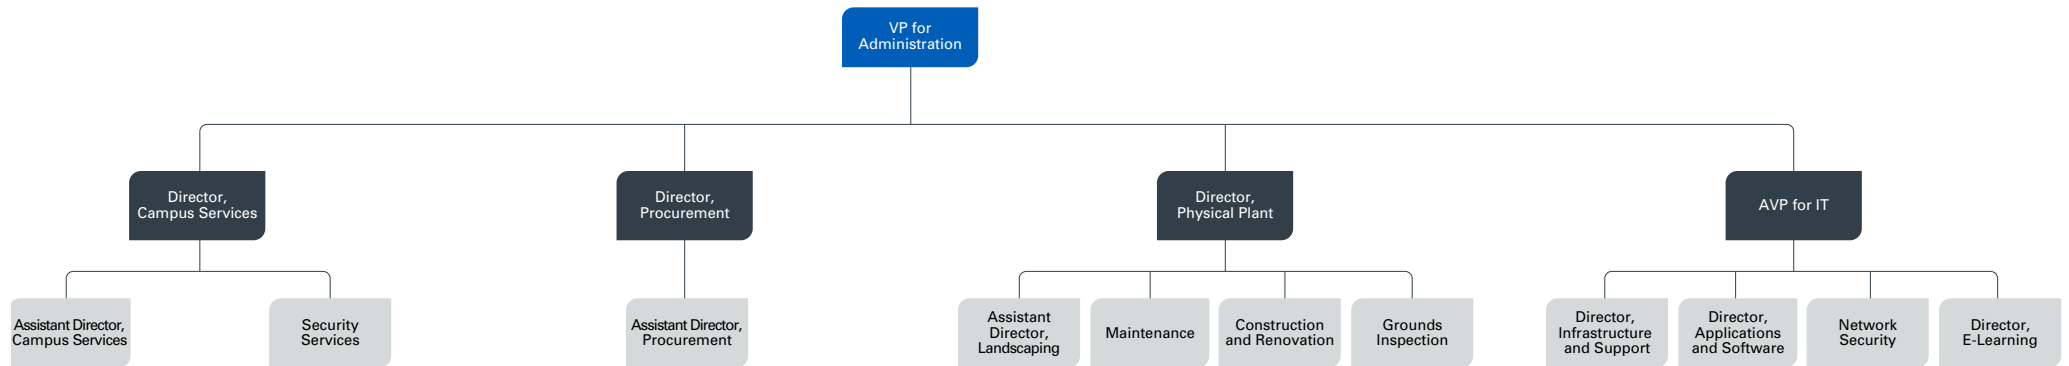 VP for
Administration
Director,
Campus Services
Director,
Procurement
Director,
Physical Plant
AVP for IT
Assistant Director,
Campus Services
Security
Services
Assistant Director,
Procurement
Assistant
Director,
Landscaping
Maintenance
Construction
and Renovation
Grounds
Inspection
Director,
Infrastructure
and Support
Director,
Applications
and Software
Network
Security
Director,
E-Learning